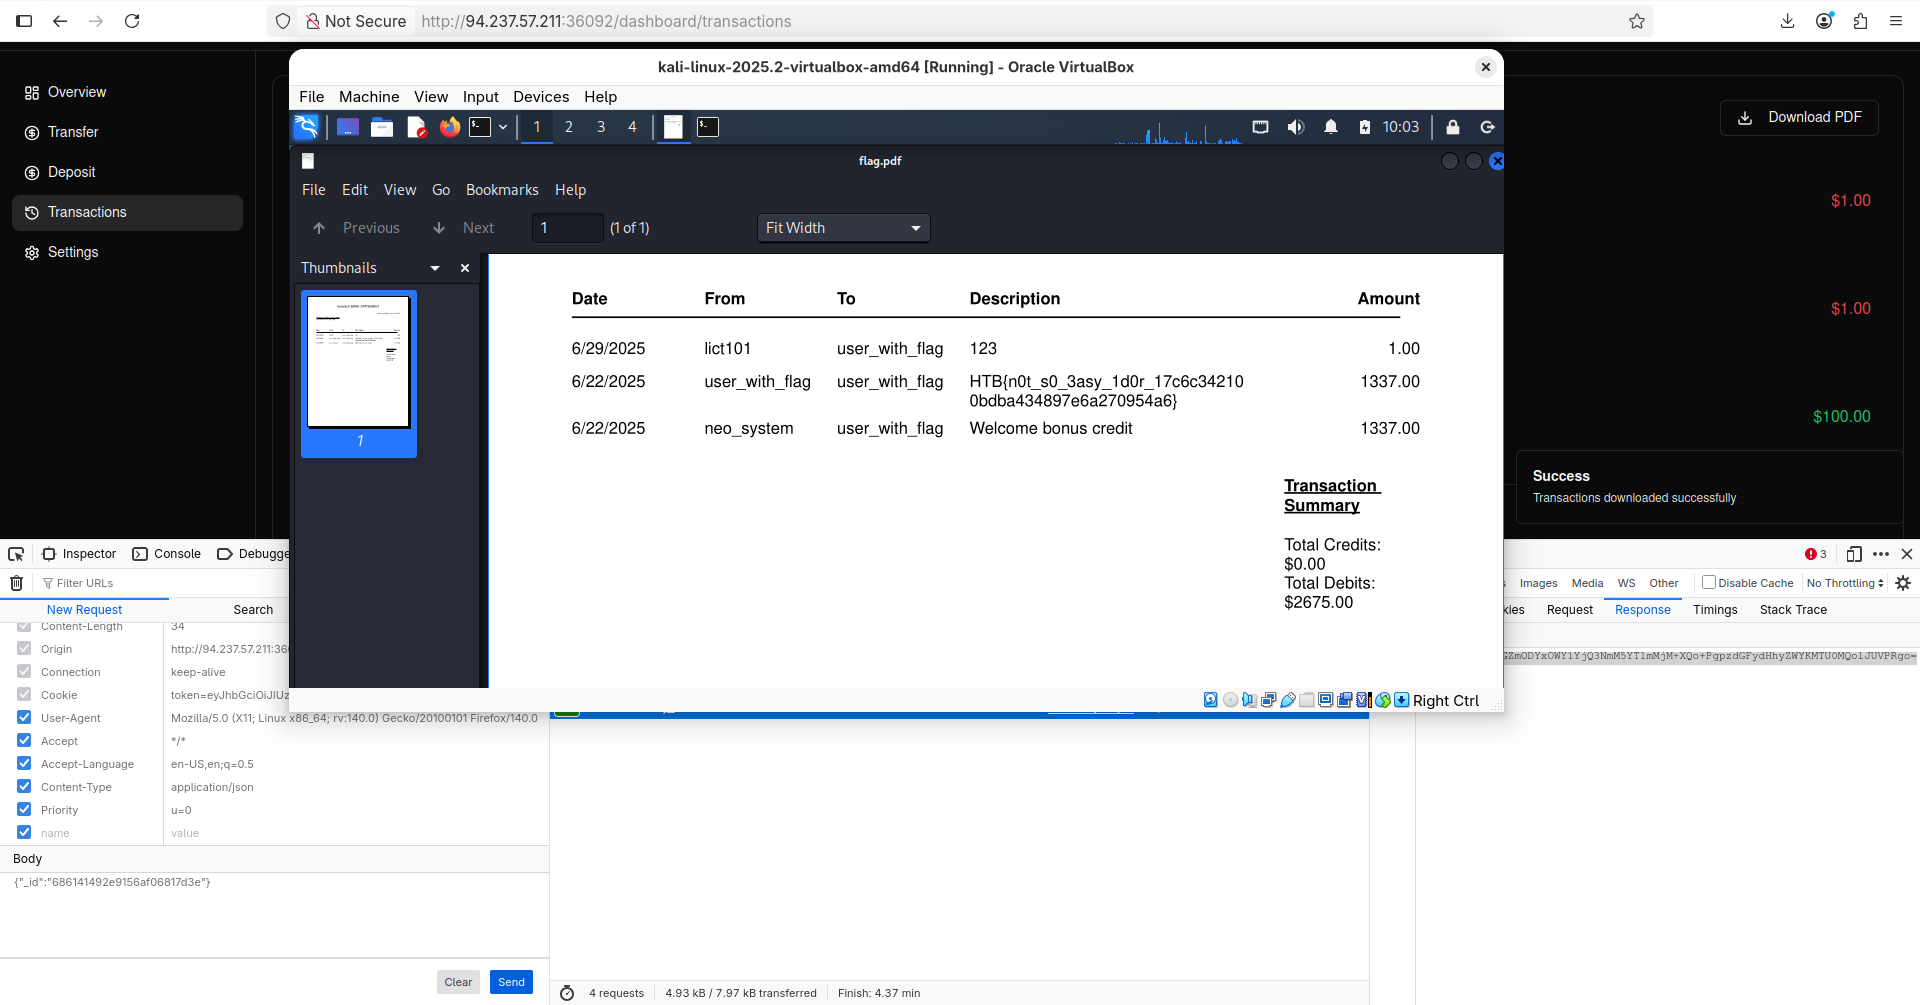 Not Secure http://94.237.57.211:36092/dashboard/transactions
kali-linux-2025.2-virtualbox-amd64 [Running] - Oracle VirtualBox
File Machine View Input Devices Help
1 2 3 4 10:03
flag.pdf
File Edit View Go Bookmarks Help
Previous Next 1 (1 of 1) Fit Width
Thumbnails
1
Date From To Description Amount
6/29/2025 lict101 user_with_flag 123 1.00
6/22/2025 user_with_flag user_with_flag HTB{n0t_s0_3asy_1d0r_17c6c34210 1337.00
0bdba434897e6a270954a6}
6/22/2025 neo_system user_with_flag Welcome bonus credit 1337.00
Transaction
Summary
Total Credits:
$0.00
Total Debits:
$2675.00
Right Ctrl
Overview
Transfer
Deposit
Transactions
Settings
Download PDF
$1.00
$1.00
$100.00
Success
Transactions downloaded successfully
Inspector Console Debugge 3
Filter URLs Images Media WS Other Disable Cache No Throttling
New Request Search kies Request Response Timings Stack Trace
Content-Length 34
Origin http://94.237.57.211:36
Connection keep-alive
Cookie token=eyJhbGciOiJIUz
User-Agent Mozilla/5.0 (X11; Linux x86_64; rv:140.0) Gecko/20100101 Firefox/140.0
Accept */*
Accept-Language en-US,en;q=0.5
Content-Type application/json
Priority u=0
name value
Body
{"_id":"686141492e9156af06817d3e"}
Clear Send
4 requests 4.93 kB / 7.97 kB transferred Finish: 4.37 min